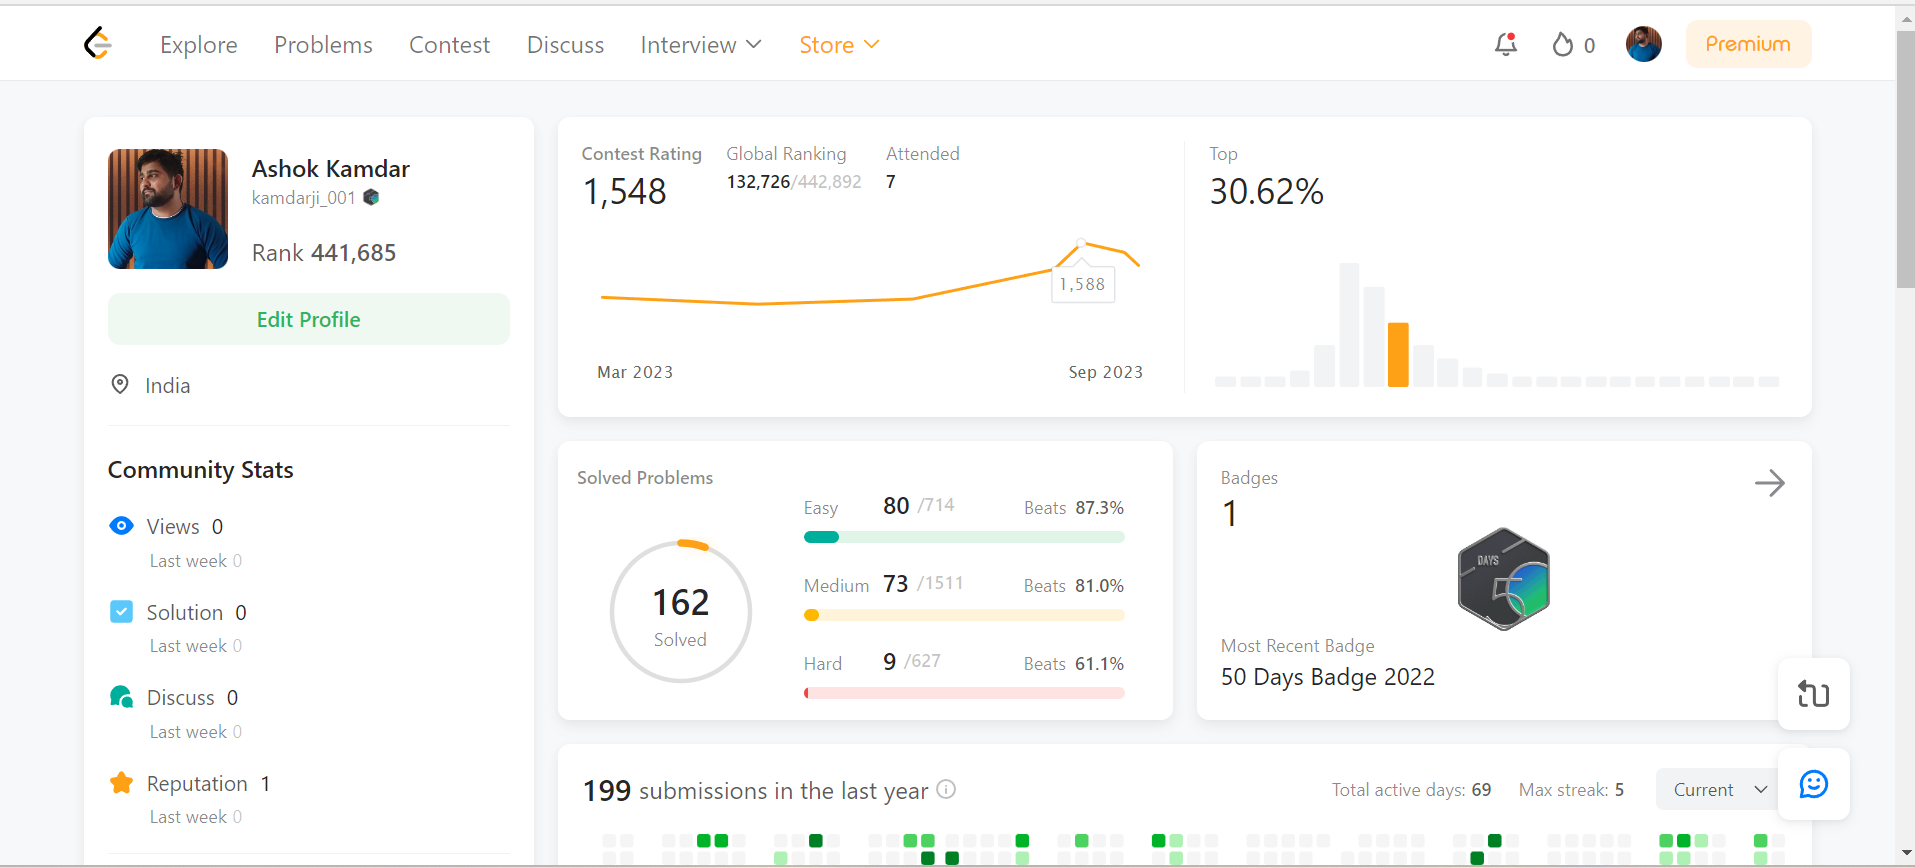 Explore Problems Contest Discuss Interview Store 0 Premium
Ashok Kamdar
kamdarji_001
Rank 441,685
Edit Profile
India
Community Stats
Views 0
Last week 0
Solution 0
Last week 0
Discuss 0
Last week 0
Reputation 1
Last week 0
Contest Rating
1,548
Global Ranking
132,726/442,892
Attended
7
1,588
Mar 2023 Sep 2023
Top
30.62%
Solved Problems
162
Solved
Easy 80 /714 Beats 87.3%
Medium 73 /1511 Beats 81.0%
Hard 9 /627 Beats 61.1%
Badges
1
DAYS
50
Most Recent Badge
50 Days Badge 2022
199 submissions in the last year Total active days: 69 Max streak: 5 Current